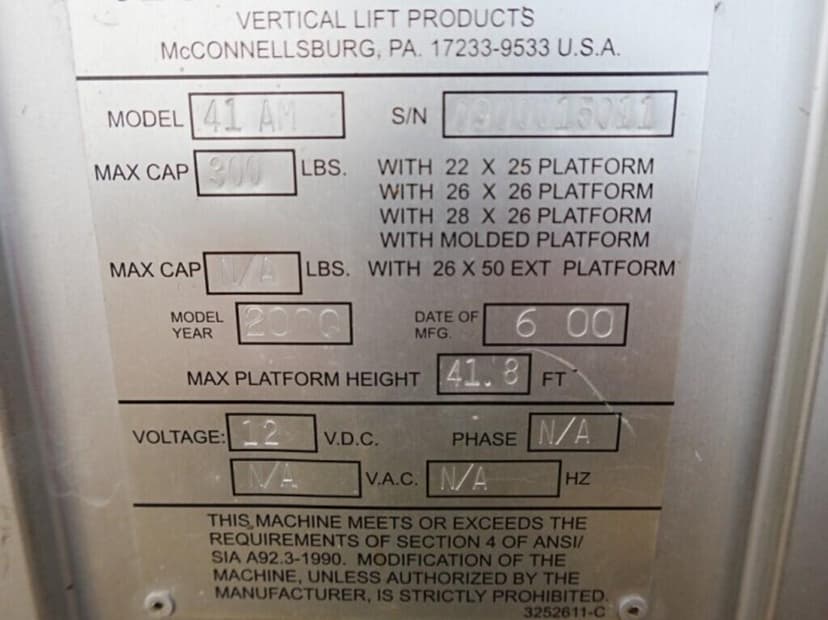 VERTICAL LIFT PRODUCTS
McCONNELLSBURG, PA. 17233-9533 U.S.A.
MODEL 41 AM S/N
MAX CAP 300 LBS. WITH 22 X 25 PLATFORM
WITH 26 X 26 PLATFORM
WITH 28 X 26 PLATFORM
WITH MOLDED PLATFORM
MAX CAP N/A LBS. WITH 26 X 50 EXT PLATFORM
MODEL YEAR 2000 DATE OF MFG. 6 00
MAX PLATFORM HEIGHT 41.8 FT
VOLTAGE: 12 V.D.C. PHASE N/A
N/A V.A.C. N/A HZ
THIS MACHINE MEETS OR EXCEEDS THE
REQUIREMENTS OF SECTION 4 OF ANSI/
SIA A92.3-1990. MODIFICATION OF THE
MACHINE, UNLESS AUTHORIZED BY THE
MANUFACTURER, IS STRICTLY PROHIBITED.
3252611-C